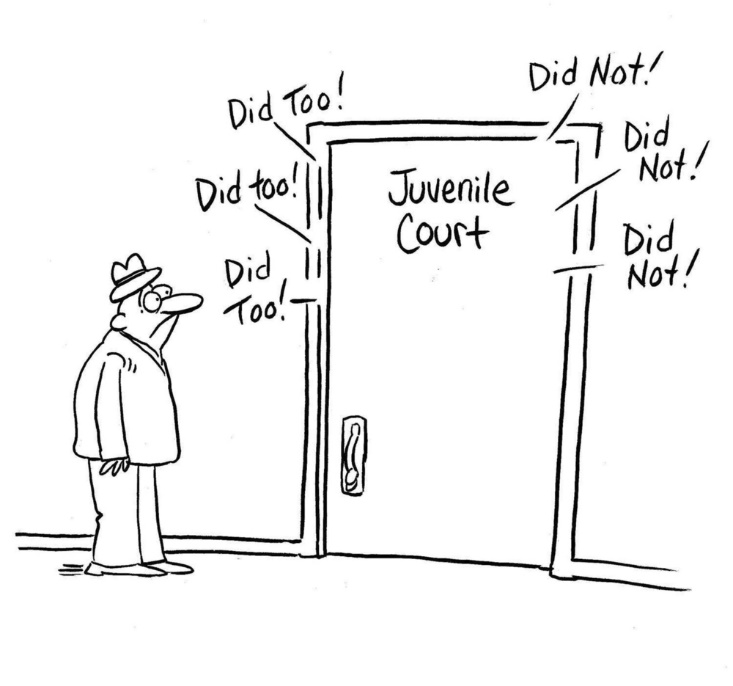 Did Too!
Did too!
Did
Too!
Juvenile
Court
Did Not!
Did
Not!
Did
Not!